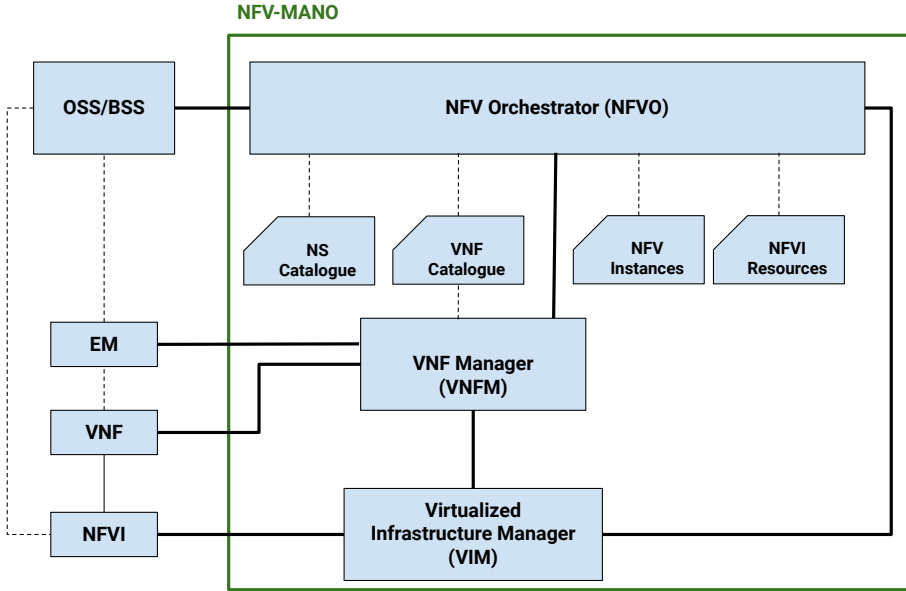 NFV-MANO
OSS/BSS
NFV Orchestrator (NFVO)
NS
Catalogue
VNF
Catalogue
NFV
Instances
NFVI
Resources
EM
VNF Manager
(VNFM)
VNF
NFVI
Virtualized
Infrastructure Manager
(VIM)